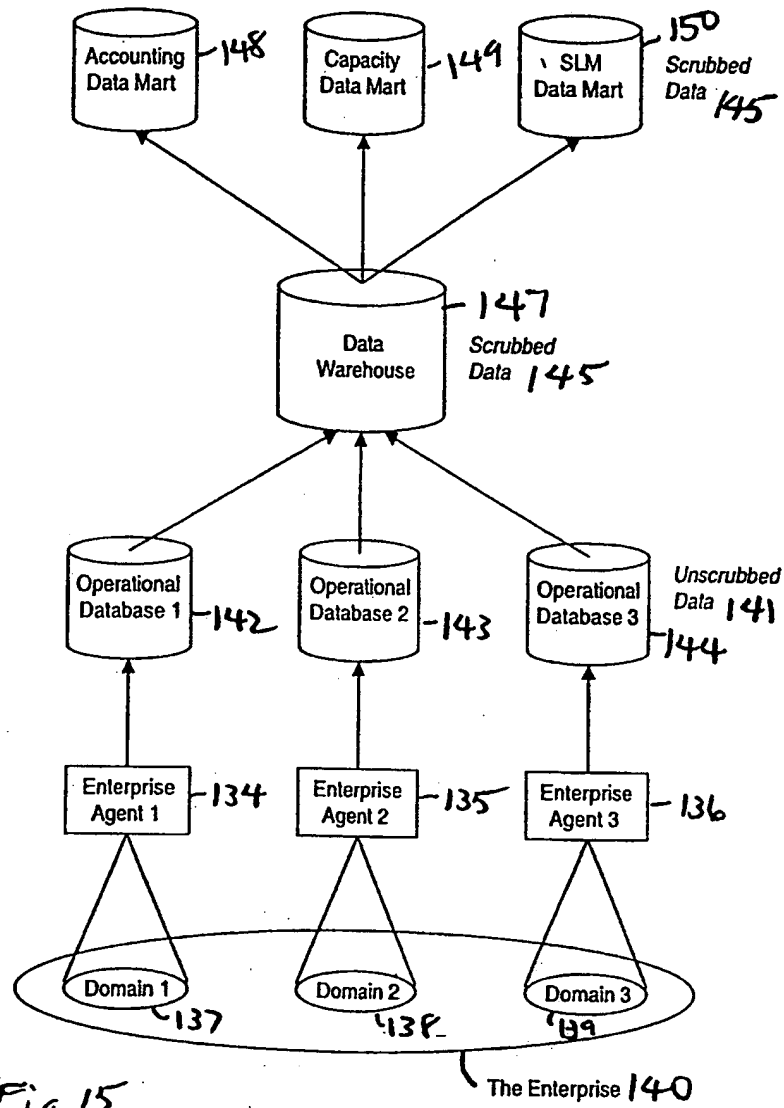 Accounting
Data Mart
148
Capacity
Data Mart
149
SLM
Data Mart
150
Scrubbed
Data 145
Data
Warehouse
147
Scrubbed
Data 145
Operational
Database 1
142
Operational
Database 2
143
Operational
Database 3
144
Unscrubbed
Data 141
Enterprise
Agent 1
134
Enterprise
Agent 2
135
Enterprise
Agent 3
136
Domain 1
137
Domain 2
138
Domain 3
139
The Enterprise 140
Fig 15